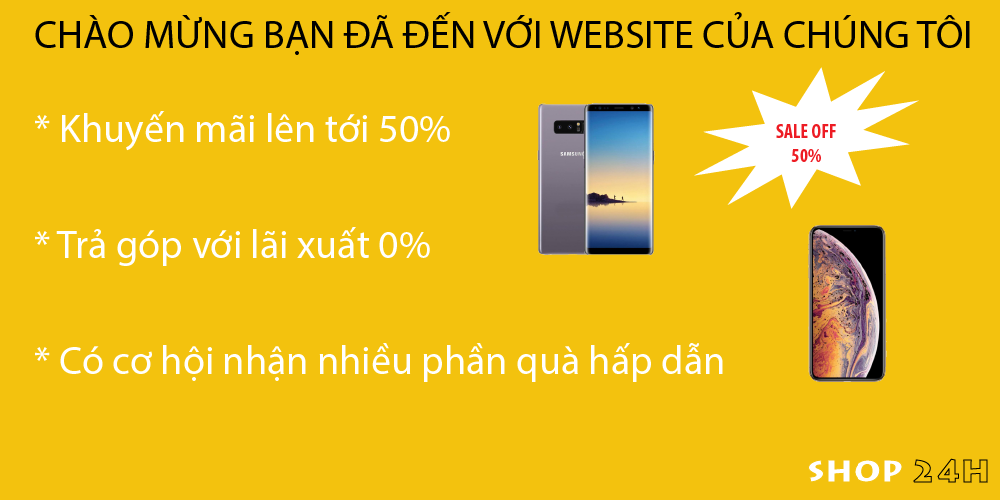 CHÀO MỪNG BẠN ĐÃ ĐẾN VỚI WEBSITE CỦA CHÚNG TÔI
* Khuyến mãi lên tới 50%
SALE OFF
50%
SAMSUNG
* Trả góp với lãi xuất 0%
* Có cơ hội nhận nhiều phần quà hấp dẫn
SHOP 24H